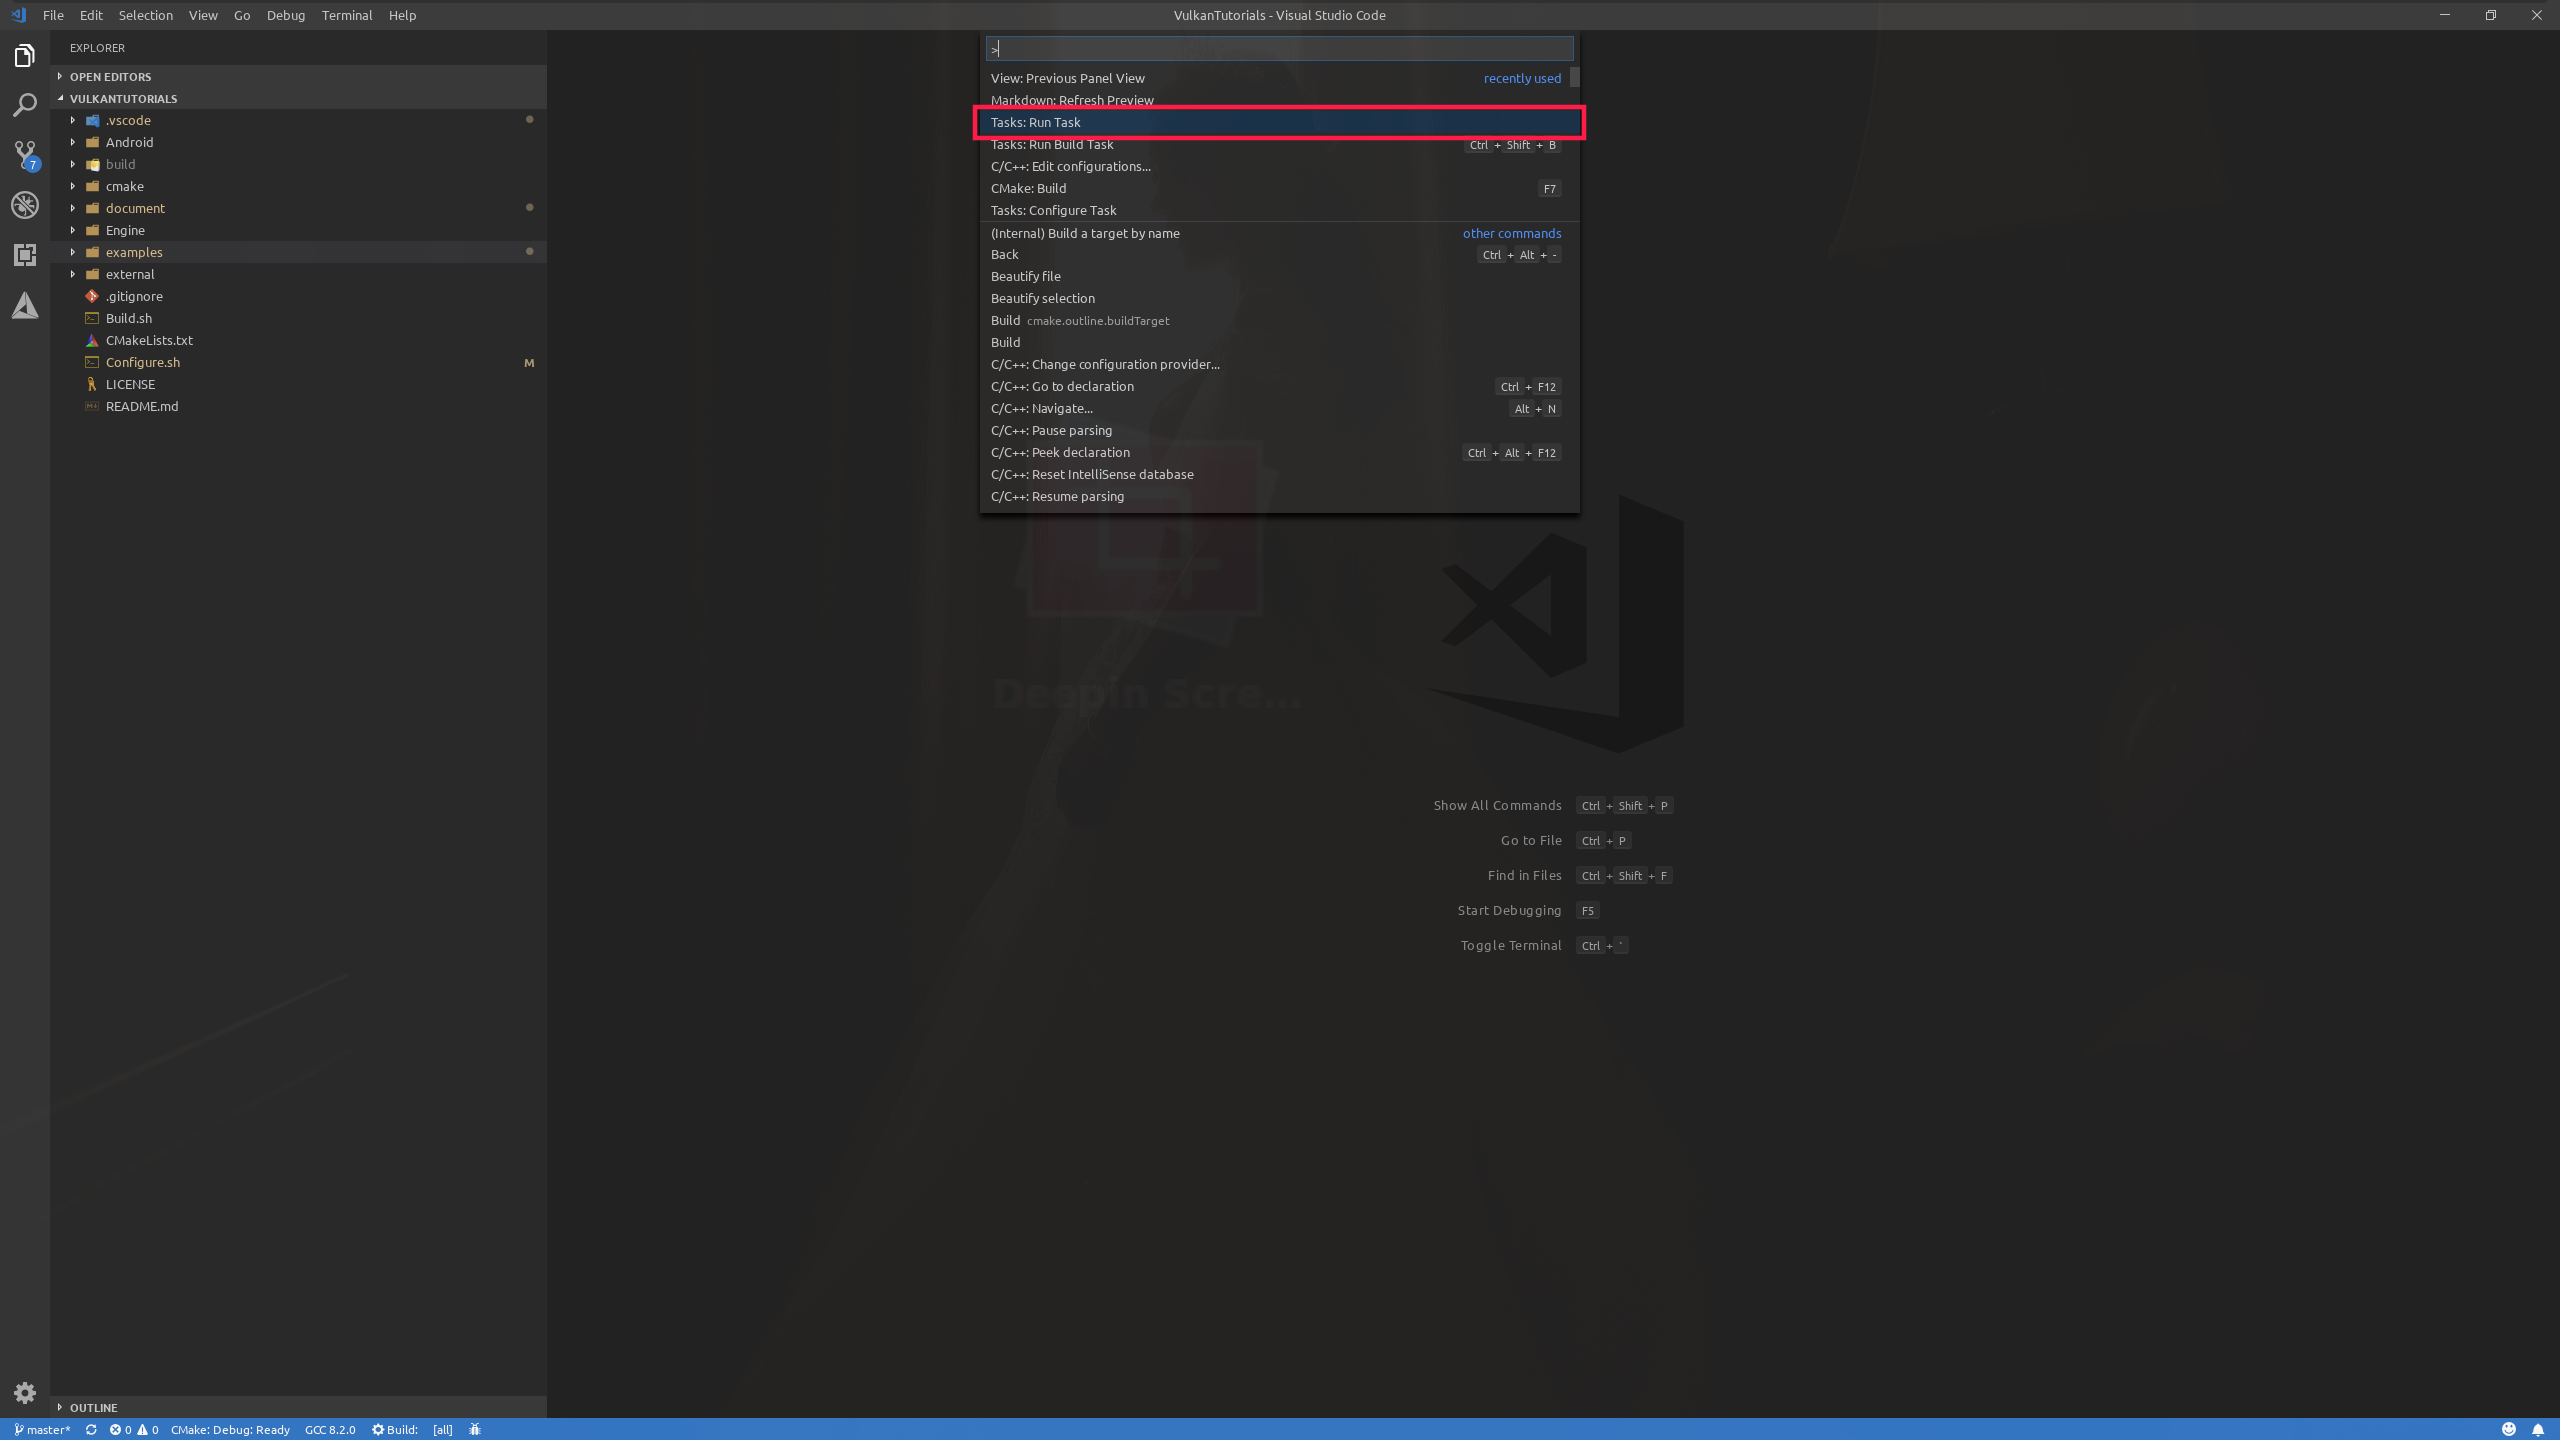 File Edit Selection View Go Debug Terminal Help VulkanTutorials - Visual Studio Code
EXPLORER
OPEN EDITORS
VULKANTUTORIALS
.vscode
Android
build
cmake
document
Engine
examples
external
.gitignore
Build.sh
CMakeLists.txt
Configure.sh M
LICENSE
README.md
7
OUTLINE
>
View: Previous Panel View recently used
Markdown: Refresh Preview
Tasks: Run Task
Tasks: Run Build Task Ctrl + Shift + B
C/C++: Edit configurations...
CMake: Build F7
Tasks: Configure Task
(Internal) Build a target by name other commands
Back Ctrl + Alt + -
Beautify file
Beautify selection
Build cmake.outline.buildTarget
Build
C/C++: Change configuration provider...
C/C++: Go to declaration Ctrl + F12
C/C++: Navigate... Alt + N
C/C++: Pause parsing
C/C++: Peek declaration Ctrl + Alt + F12
C/C++: Reset IntelliSense database
C/C++: Resume parsing
Deepin Scre...
Show All Commands Ctrl + Shift + P
Go to File Ctrl + P
Find in Files Ctrl + Shift + F
Start Debugging F5
Toggle Terminal Ctrl + `
master* 0 0 CMake: Debug: Ready GCC 8.2.0 Build: [all]